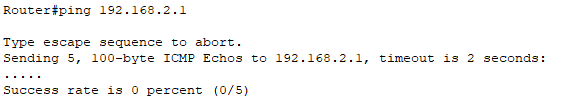 Router#ping 192.168.2.1
Type escape sequence to abort.
Sending 5, 100-byte ICMP Echos to 192.168.2.1, timeout is 2 seconds:
.....
Success rate is 0 percent (0/5)